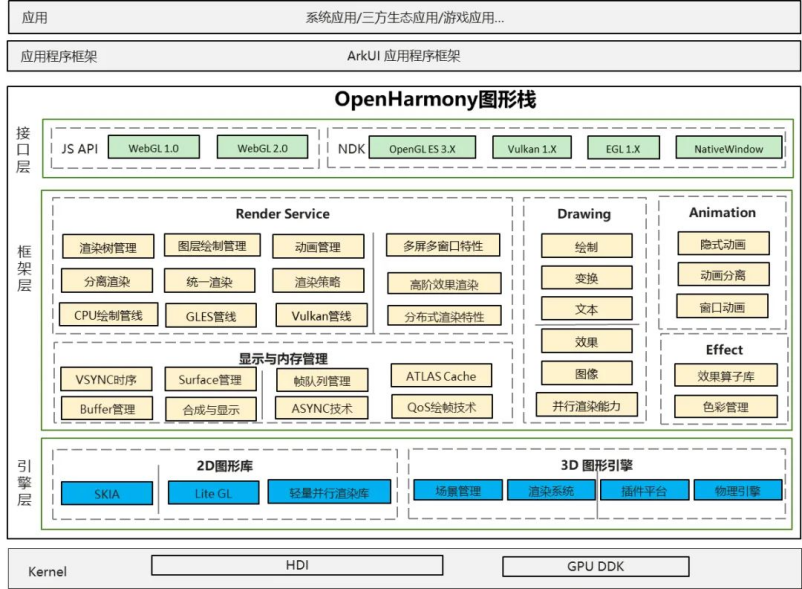 应用 系统应用/三方生态应用/游戏应用...
应用程序框架 ArkUI 应用程序框架
OpenHarmony图形栈
接口层
JS API WebGL 1.0 WebGL 2.0 NDK OpenGL ES 3.X Vulkan 1.X EGL 1.X NativeWindow
框架层
Render Service
渲染树管理 图层绘制管理 动画管理 多屏多窗口特性
分离渲染 统一渲染 渲染策略 高阶效果渲染
CPU绘制管线 GLES管线 Vulkan管线 分布式渲染特性
显示与内存管理
VSYNC时序 Surface管理 帧队列管理 ATLAS Cache
Buffer管理 合成与显示 ASYNC技术 QoS绘帧技术
Drawing
绘制
变换
文本
效果
图像
并行渲染能力
Animation
隐式动画
动画分离
窗口动画
Effect
效果算子库
色彩管理
引擎层
2D图形库
SKIA Lite GL 轻量并行渲染库
3D 图形引擎
场景管理 渲染系统 插件平台 物理引擎
Kernel HDI GPU DDK